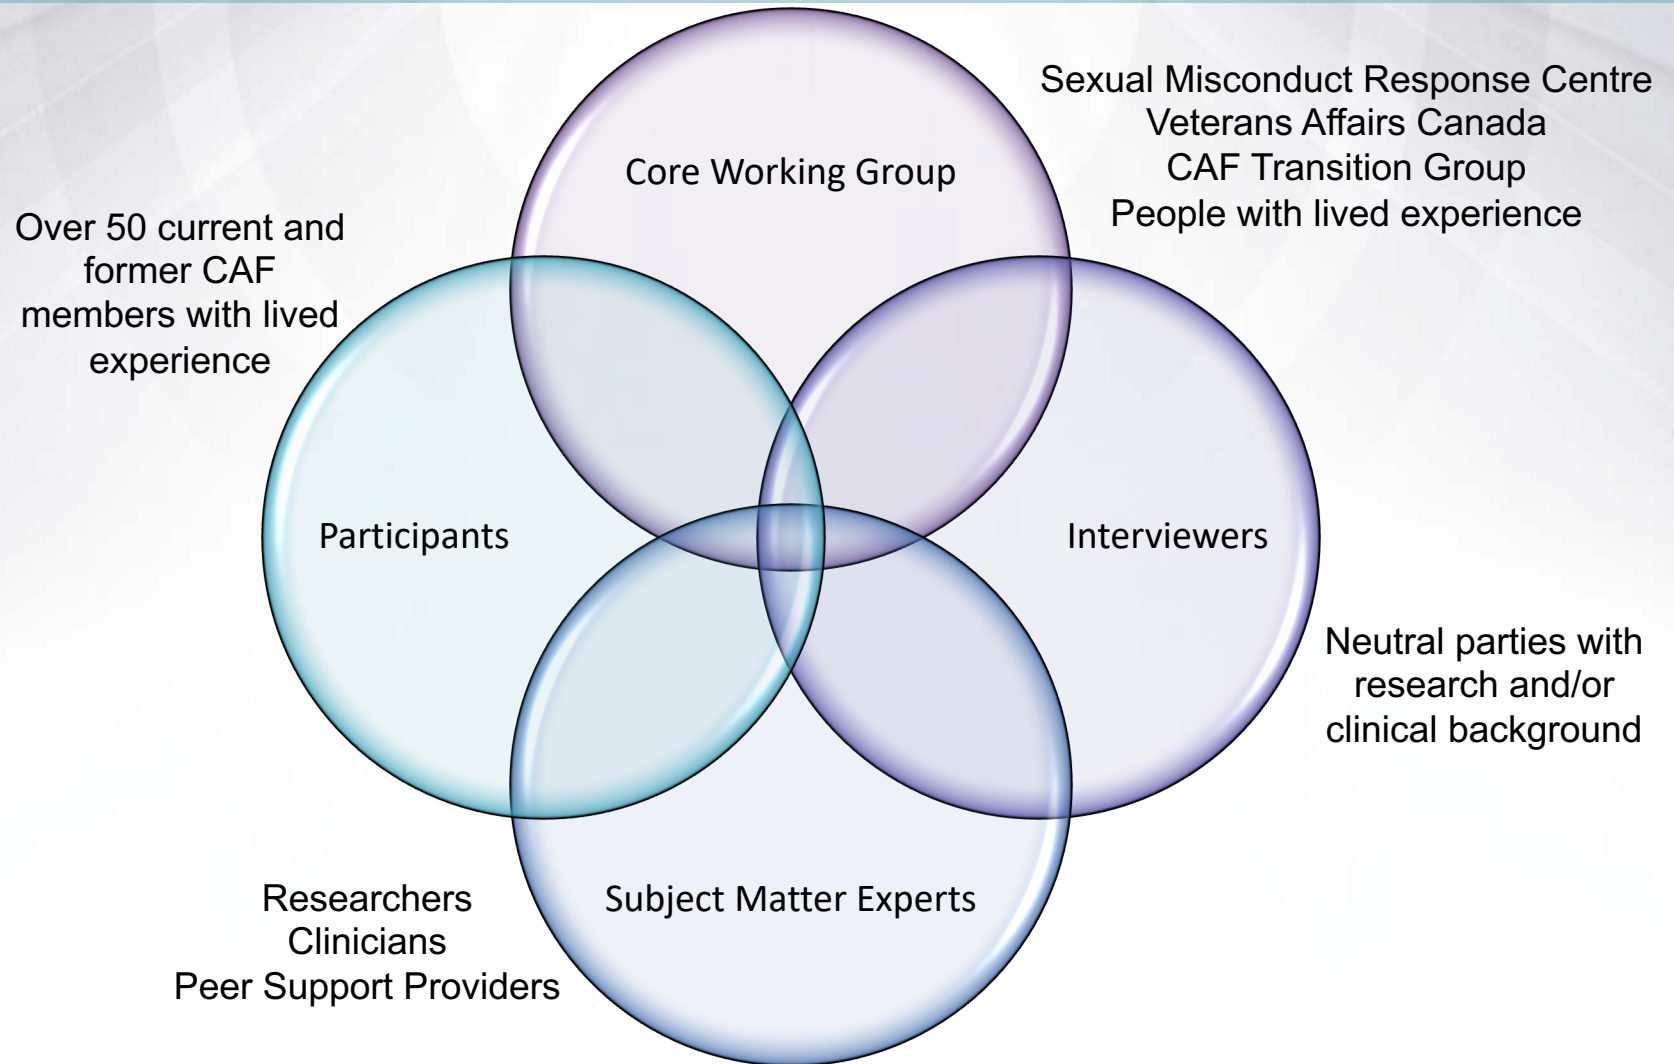 Core Working Group
Sexual Misconduct Response Centre
Veterans Affairs Canada
CAF Transition Group
People with lived experience
Over 50 current and
former CAF
members with lived
experience
Participants
Interviewers
Neutral parties with
research and/or
clinical background
Subject Matter Experts
Researchers
Clinicians
Peer Support Providers